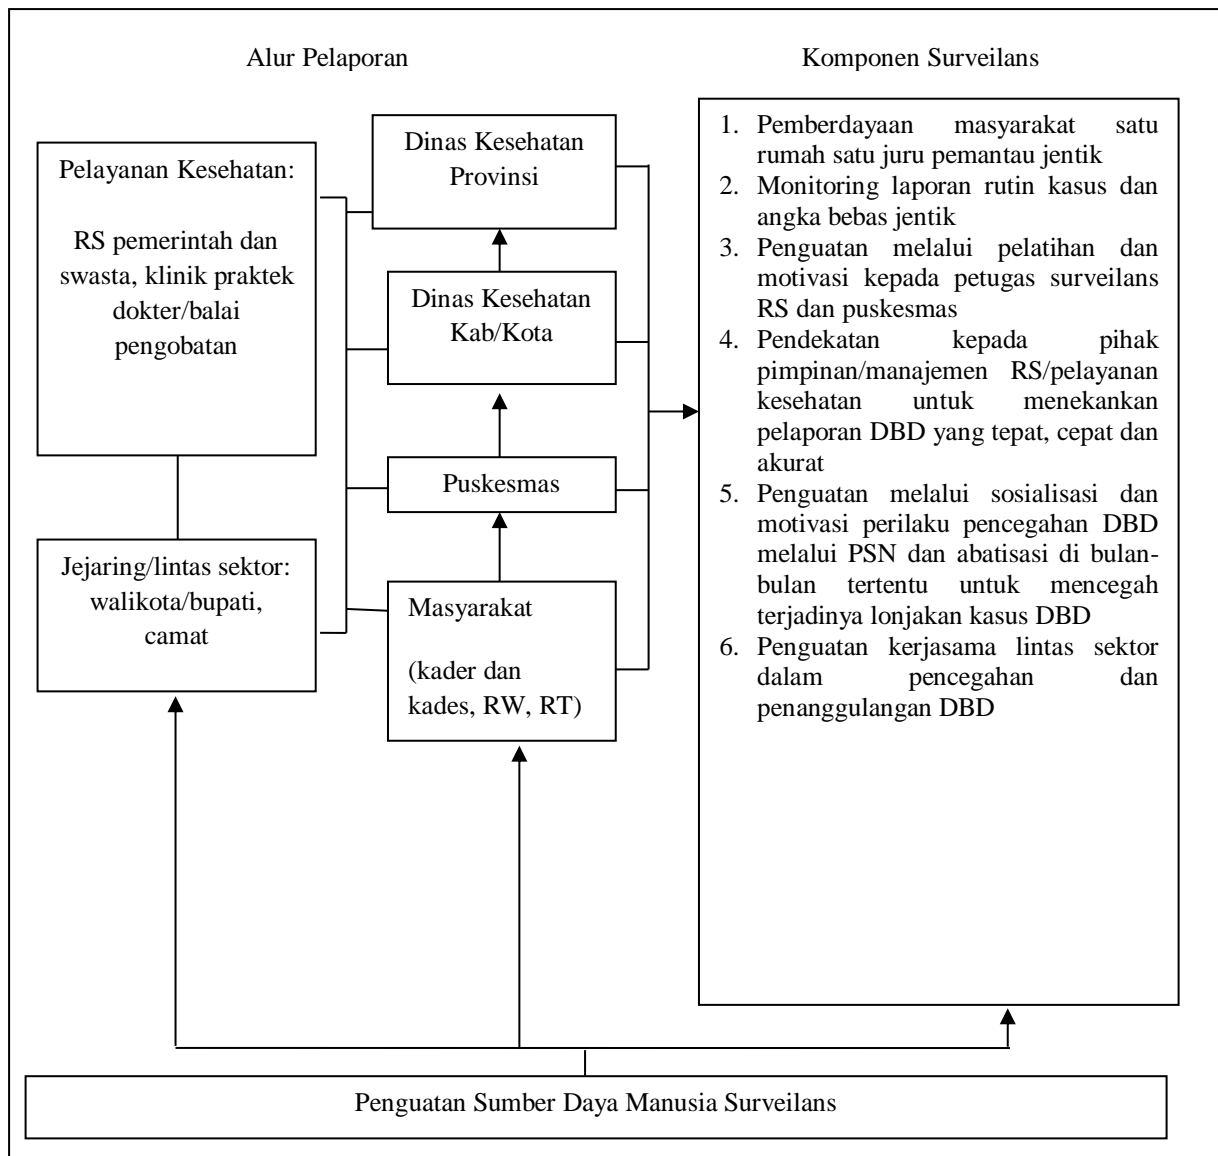 Alur Pelaporan
Komponen Surveilans
Pelayanan Kesehatan:
RS pemerintah dan
swasta, klinik praktek
dokter/balai
pengobatan
Jejaring/lintas sektor:
walikota/bupati,
camat
Dinas Kesehatan
Provinsi
Dinas Kesehatan
Kab/Kota
Puskesmas
Masyarakat
(kader dan
kades, RW, RT)
1. Pemberdayaan masyarakat satu
rumah satu juru pemantau jentik
2. Monitoring laporan rutin kasus dan
angka bebas jentik
3. Penguatan melalui pelatihan dan
motivasi kepada petugas surveilans
RS dan puskesmas
4. Pendekatan kepada pihak
pimpinan/manajemen RS/pelayanan
kesehatan untuk menekankan
pelaporan DBD yang tepat, cepat dan
akurat
5. Penguatan melalui sosialisasi dan
motivasi perilaku pencegahan DBD
melalui PSN dan abatisasi di bulan-
bulan tertentu untuk mencegah
terjadinya lonjakan kasus DBD
6. Penguatan kerjasama lintas sektor
dalam pencegahan dan
penanggulangan DBD
Penguatan Sumber Daya Manusia Surveilans